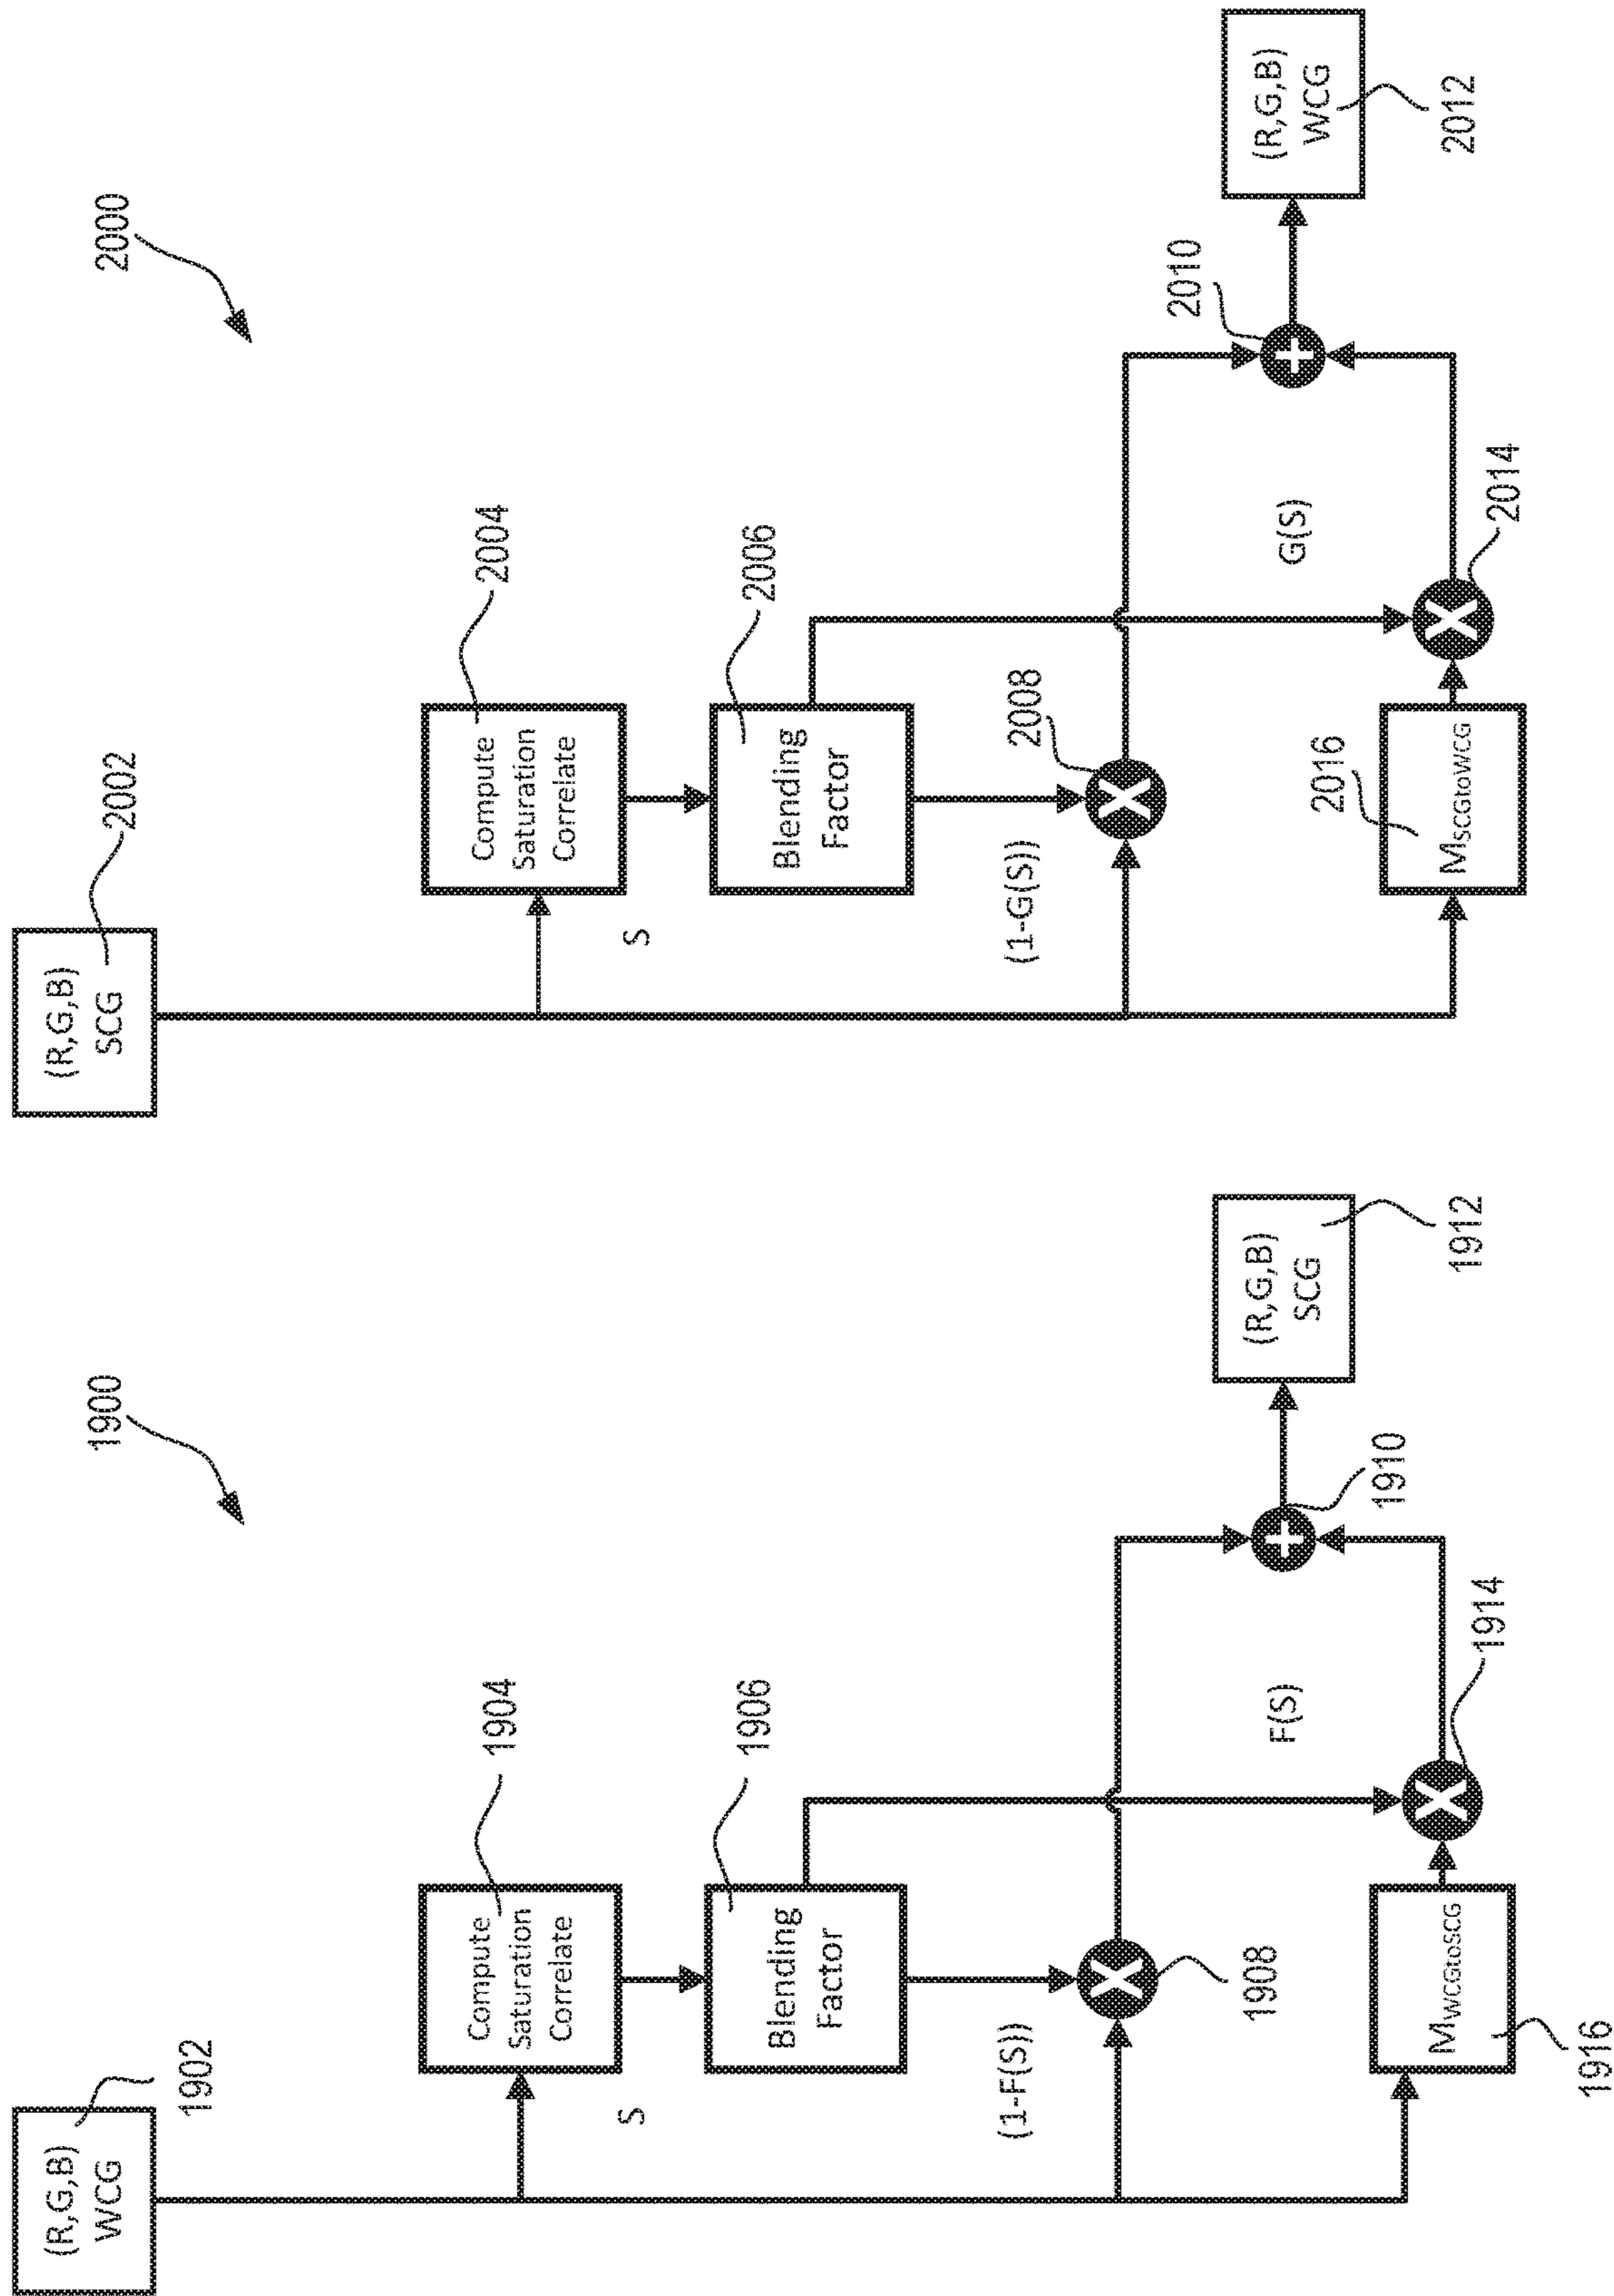 2000
(R,G,B)
SCG
2002
Compute
Saturation
Correlate
2004
S
Blending
Factor
2006
(1-G(S))
2008
2010
(R,G,B)
WCG
2012
G(S)
2014
MSCGtoWCG
2016
1900
(R,G,B)
WCG
1902
Compute
Saturation
Correlate
1904
S
Blending
Factor
1906
(1-F(S))
1908
1910
(R,G,B)
SCG
1912
F(S)
1914
MWCGtoSCG
1916